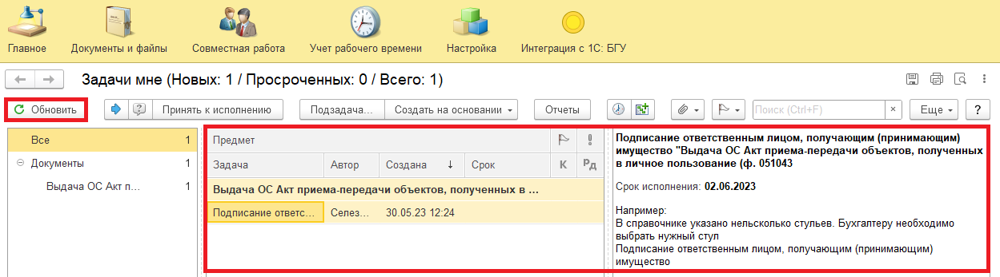 Главное
Документы и файлы
Совместная работа
Учет рабочего времени
Настройка
Интеграция с 1С: БГУ
Задачи мне (Новых: 1 / Просроченных: 0 / Всего: 1)
Обновить
Принять к исполнению
Подзадача...
Создать на основании
Отчеты
Поиск (Ctrl+F)
×
Еще
?
Все 1
Документы 1
Выдача ОС Акт п... 1
Предмет
Задача Автор Создана ↓ Срок К Рд
Выдача ОС Акт приема-передачи объектов, полученных в ...
Подписание ответс... Селез... 30.05.23 12:24
Подписание ответственным лицом, получающим (принимающим)
имущество "Выдача ОС Акт приема-передачи объектов, полученных
в личное пользование (ф. 051043
Срок исполнения: 02.06.2023
Например:
В справочнике указано нельсколько стульев. Бухгалтеру необходимо
выбрать нужный стул
Подписание ответственным лицом, получающим (принимающим)
имущество